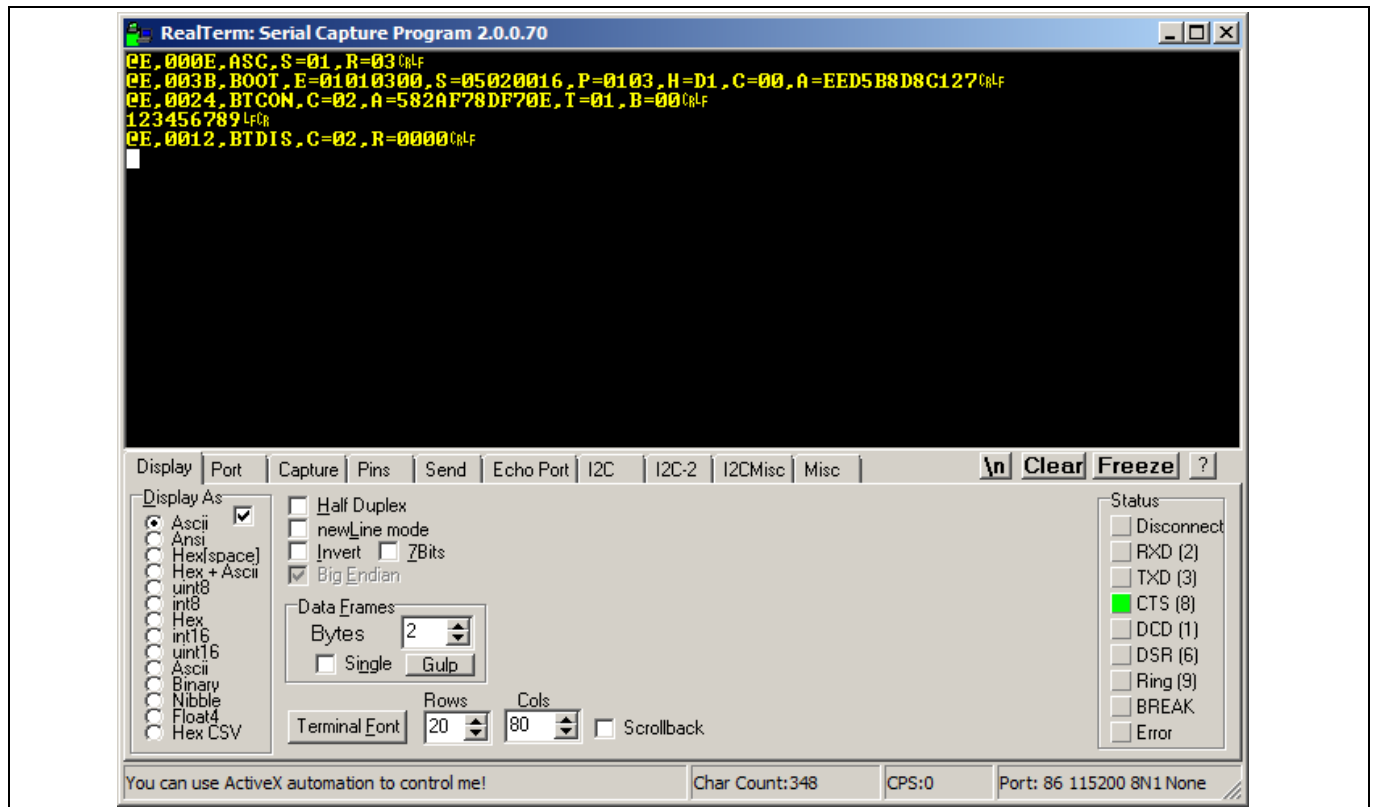 RealTerm: Serial Capture Program 2.0.0.70
@E,000E,ASC,S=01,R=03CRLF
@E,003B,BOOT,E=01010300,S=05020016,P=0103,H=D1,C=00,A=EED5B8D8C127CRLF
@E,0024,BTCON,C=02,A=582AF78DF70E,T=01,B=00CRLF
123456789LFCR
@E,0012,BTDIS,C=02,R=0000CRLF
Display Port Capture Pins Send Echo Port I2C I2C-2 I2CMisc Misc \n Clear Freeze ?
Display As
Ascii
Ansi
Hex[space]
Hex + Ascii
uint8
int8
Hex
int16
uint16
Ascii
Binary
Nibble
Float4
Hex CSV
Half Duplex
newLine mode
Invert 7Bits
Big Endian
Data Frames
Bytes 2
Single Gulp
Rows Cols
Terminal Font 20 80 Scrollback
Status
Disconnect
RXD (2)
TXD (3)
CTS (8)
DCD (1)
DSR (6)
Ring (9)
BREAK
Error
You can use ActiveX automation to control me! Char Count:348 CPS:0 Port: 86 115200 8N1 None